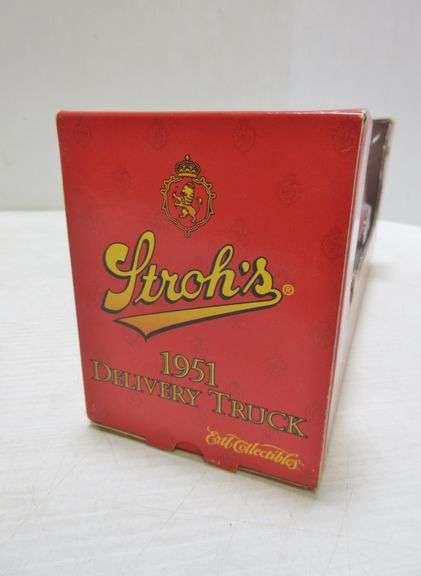 Stroh's®
1951
DELIVERY TRUCK
Ertl Collectibles